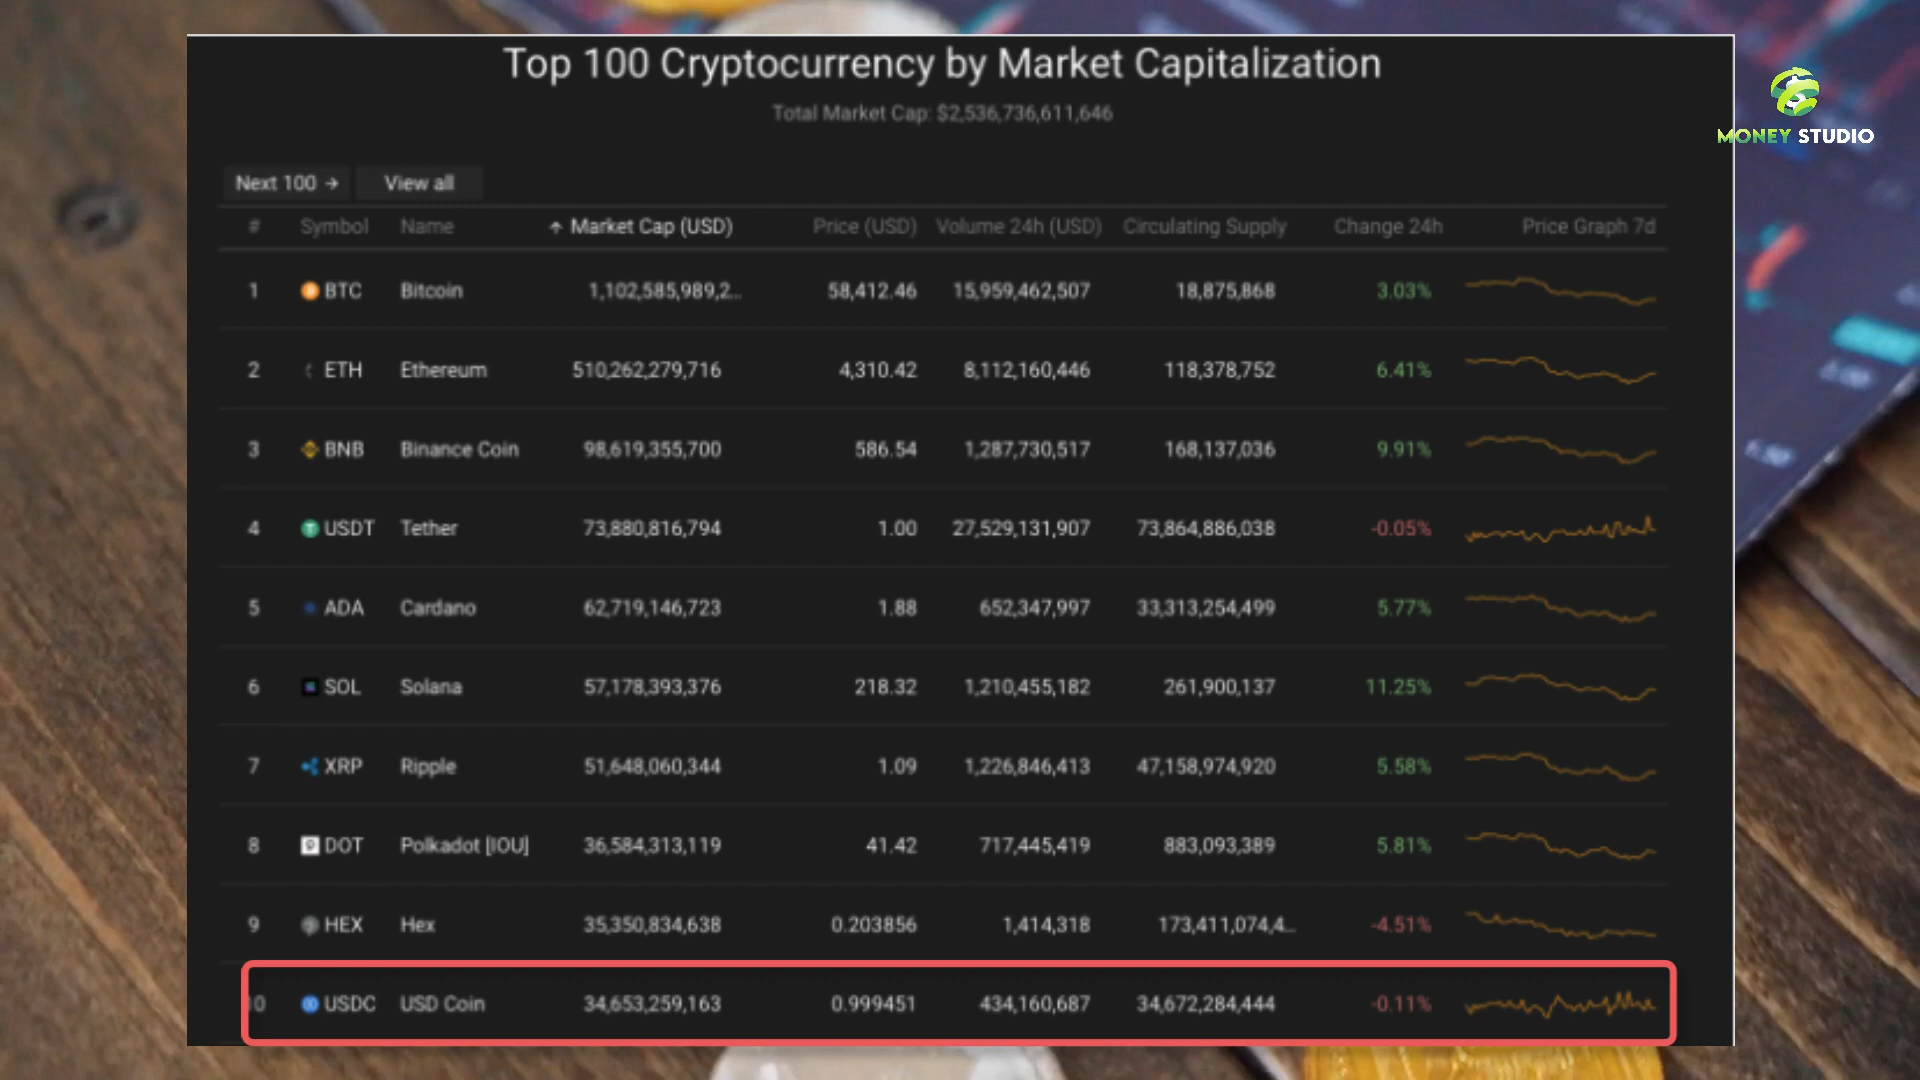 Top 100 Cryptocurrency by Market Capitalization
Total Market Cap: $2,536,736,611,646
MONEY STUDIO
Next 100 → View all
# Symbol Name ↑ Market Cap (USD) Price (USD) Volume 24h (USD) Circulating Supply Change 24h Price Graph 7d
1 BTC Bitcoin 1,102,585,989,2... 58,412.46 15,959,462,507 18,875,868 3.03%
2 ETH Ethereum 510,262,279,716 4,310.42 8,112,160,446 118,378,752 6.41%
3 BNB Binance Coin 98,619,355,700 586.54 1,287,730,517 168,137,036 9.91%
4 USDT Tether 73,880,816,794 1.00 27,529,131,907 73,864,886,038 -0.05%
5 ADA Cardano 62,719,146,723 1.88 652,347,997 33,313,254,499 5.77%
6 SOL Solana 57,178,393,376 218.32 1,210,455,182 261,900,137 11.25%
7 XRP Ripple 51,648,060,344 1.09 1,226,846,413 47,158,974,920 5.58%
8 DOT Polkadot [IOU] 36,584,313,119 41.42 717,445,419 883,093,389 5.81%
9 HEX Hex 35,350,834,638 0.203856 1,414,318 173,411,074,4... -4.51%
10 USDC USD Coin 34,653,259,163 0.999451 434,160,687 34,672,284,444 -0.11%